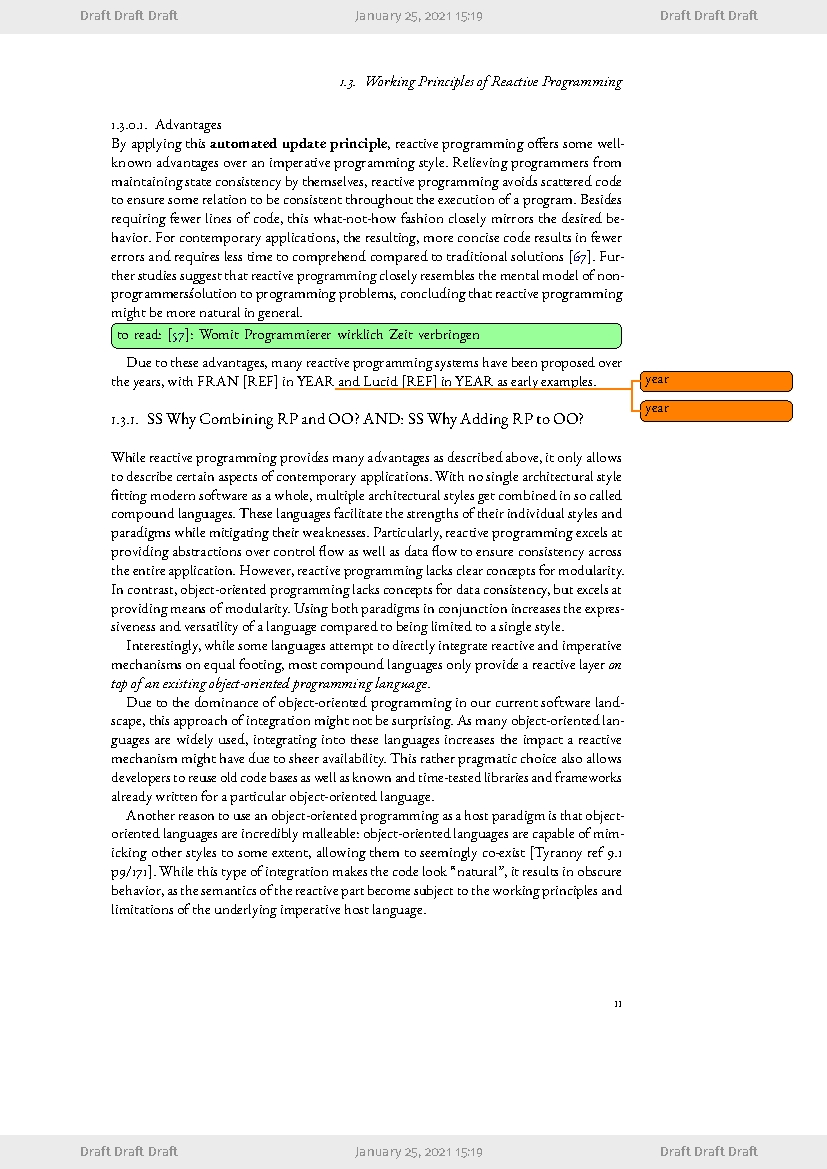 Draft Draft Draft January 25, 2021 15:19 Draft Draft Draft
1.3. Working Principles of Reactive Programming
1.3.0.1. Advantages
By applying this automated update principle, reactive programming offers some well-
known advantages over an imperative programming style. Relieving programmers from
maintaining state consistency by themselves, reactive programming avoids scattered code
to ensure some relation to be consistent throughout the execution of a program. Besides
requiring fewer lines of code, this what-not-how fashion closely mirrors the desired be-
havior. For contemporary applications, the resulting, more concise code results in fewer
errors and requires less time to comprehend compared to traditional solutions [67]. Fur-
ther studies suggest that reactive programming closely resembles the mental model of non-
programmersśolution to programming problems, concluding that reactive programming
might be more natural in general.
to read: [57]: Womit Programmierer wirklich Zeit verbringen
Due to these advantages, many reactive programming systems have been proposed over
the years, with FRAN [REF] in YEAR and Lucid [REF] in YEAR as early examples.
year
year
1.3.1. SS Why Combining RP and OO? AND: SS Why Adding RP to OO?
While reactive programming provides many advantages as described above, it only allows
to describe certain aspects of contemporary applications. With no single architectural style
fitting modern software as a whole, multiple architectural styles get combined in so called
compound languages. These languages facilitate the strengths of their individual styles and
paradigms while mitigating their weaknesses. Particularly, reactive programming excels at
providing abstractions over control flow as well as data flow to ensure consistency across
the entire application. However, reactive programming lacks clear concepts for modularity.
In contrast, object-oriented programming lacks concepts for data consistency, but excels at
providing means of modularity. Using both paradigms in conjunction increases the expres-
siveness and versatility of a language compared to being limited to a single style.
Interestingly, while some languages attempt to directly integrate reactive and imperative
mechanisms on equal footing, most compound languages only provide a reactive layer on
top of an existing object-oriented programming language.
Due to the dominance of object-oriented programming in our current software land-
scape, this approach of integration might not be surprising. As many object-oriented lan-
guages are widely used, integrating into these languages increases the impact a reactive
mechanism might have due to sheer availability. This rather pragmatic choice also allows
developers to reuse old code bases as well as known and time-tested libraries and frameworks
already written for a particular object-oriented language.
Another reason to use an object-oriented programming as a host paradigm is that object-
oriented languages are incredibly malleable: object-oriented languages are capable of mim-
icking other styles to some extent, allowing them to seemingly co-exist [Tyranny ref 9.1
p9/171]. While this type of integration makes the code look “natural”, it results in obscure
behavior, as the semantics of the reactive part become subject to the working principles and
limitations of the underlying imperative host language.
11
Draft Draft Draft January 25, 2021 15:19 Draft Draft Draft